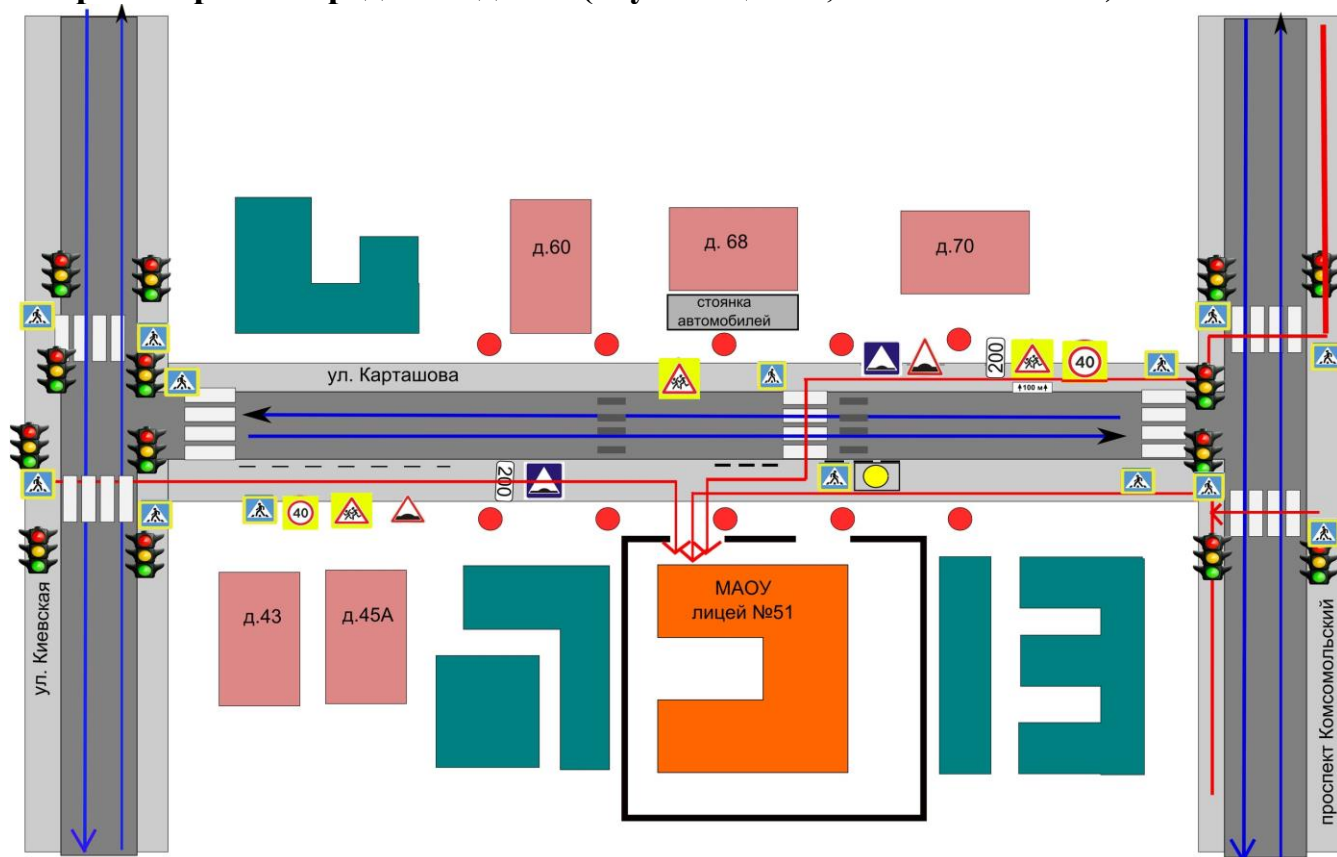 д.60
д. 68
д.70
стоянка
автомобилей
ул. Карташова
200
40
100 м
200
40
МАОУ
лицей №51
д.43
д.45А
ул. Киевская
проспект Комсомольский